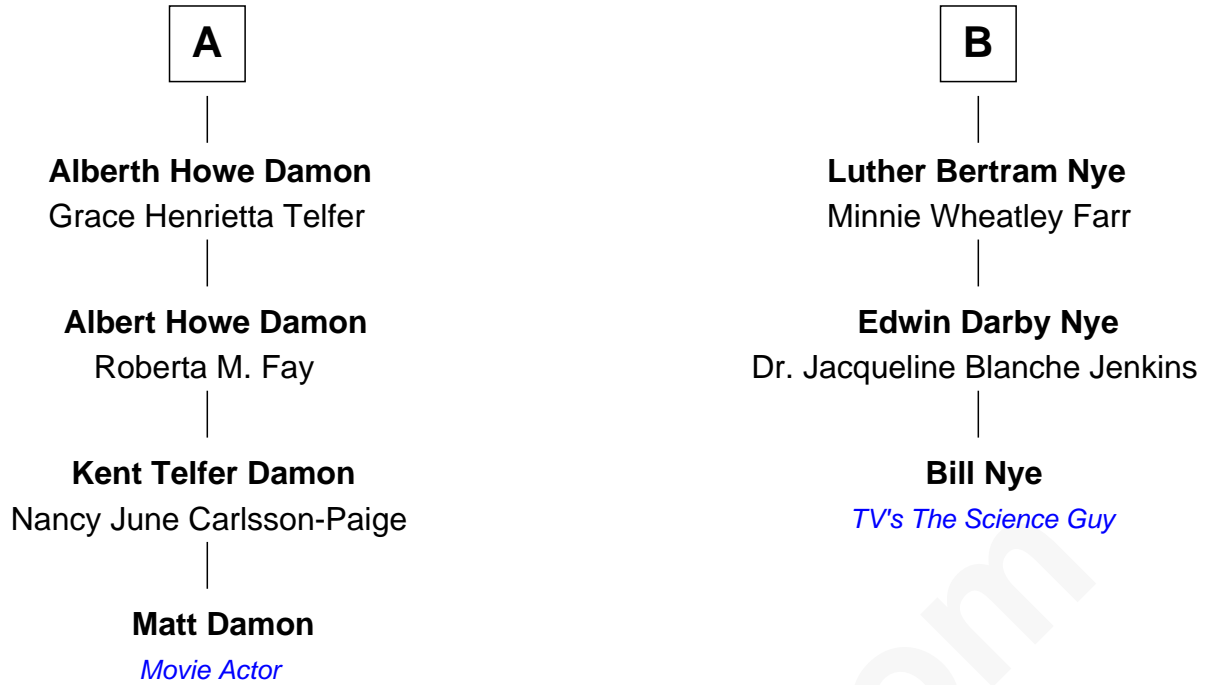 A
Alberth Howe Damon
Grace Henrietta Telfer
Albert Howe Damon
Roberta M. Fay
Kent Telfer Damon
Nancy June Carlsson-Paige
Matt Damon
Movie Actor
B
Luther Bertram Nye
Minnie Wheatley Farr
Edwin Darby Nye
Dr. Jacqueline Blanche Jenkins
Bill Nye
TV's The Science Guy
om